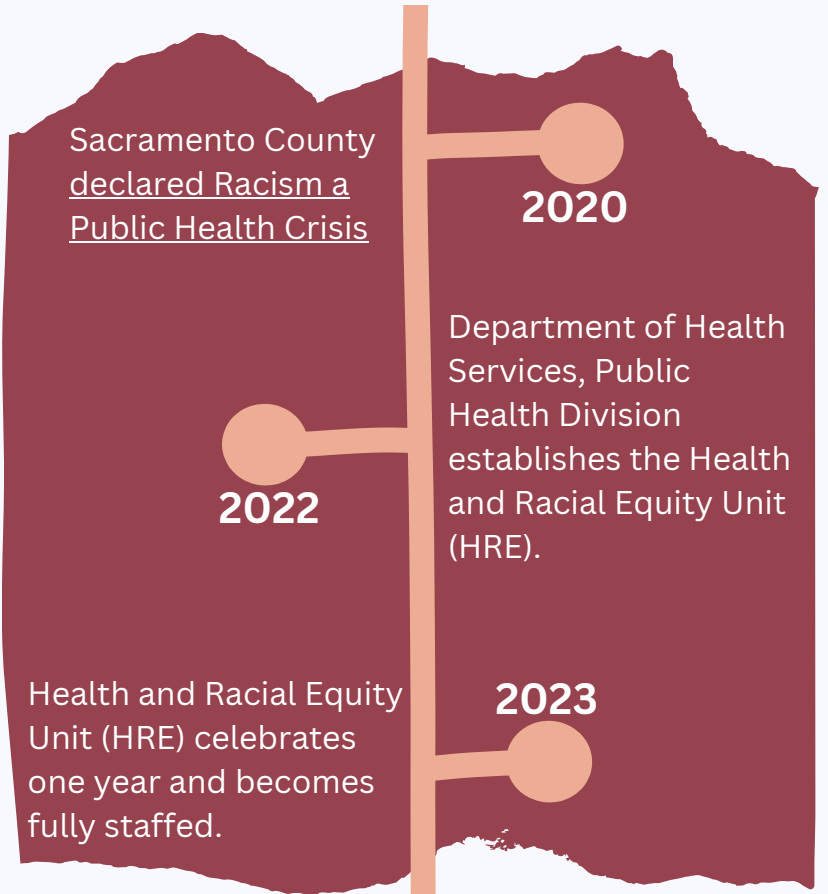 Sacramento County
declared Racism a
Public Health Crisis
2020
Department of Health
Services, Public
Health Division
establishes the Health
and Racial Equity Unit
(HRE).
2022
Health and Racial Equity
Unit (HRE) celebrates
one year and becomes
fully staffed.
2023